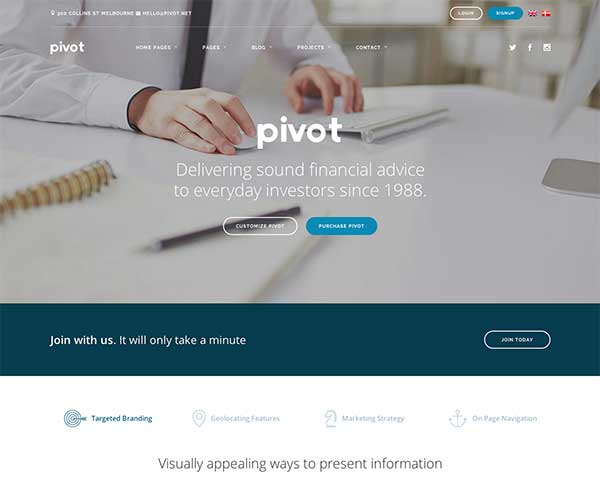 300 COLLINS ST MELBOURNE HELLO@PIVOT.NET LOGIN SIGNUP
pivot HOME PAGES PAGES BLOG PROJECTS CONTACT
pivot
Delivering sound financial advice
to everyday investors since 1988.
CUSTOMIZE PIVOT PURCHASE PIVOT
Join with us. It will only take a minute JOIN TODAY
Targeted Branding Geolocating Features Marketing Strategy On Page Navigation
Visually appealing ways to present information